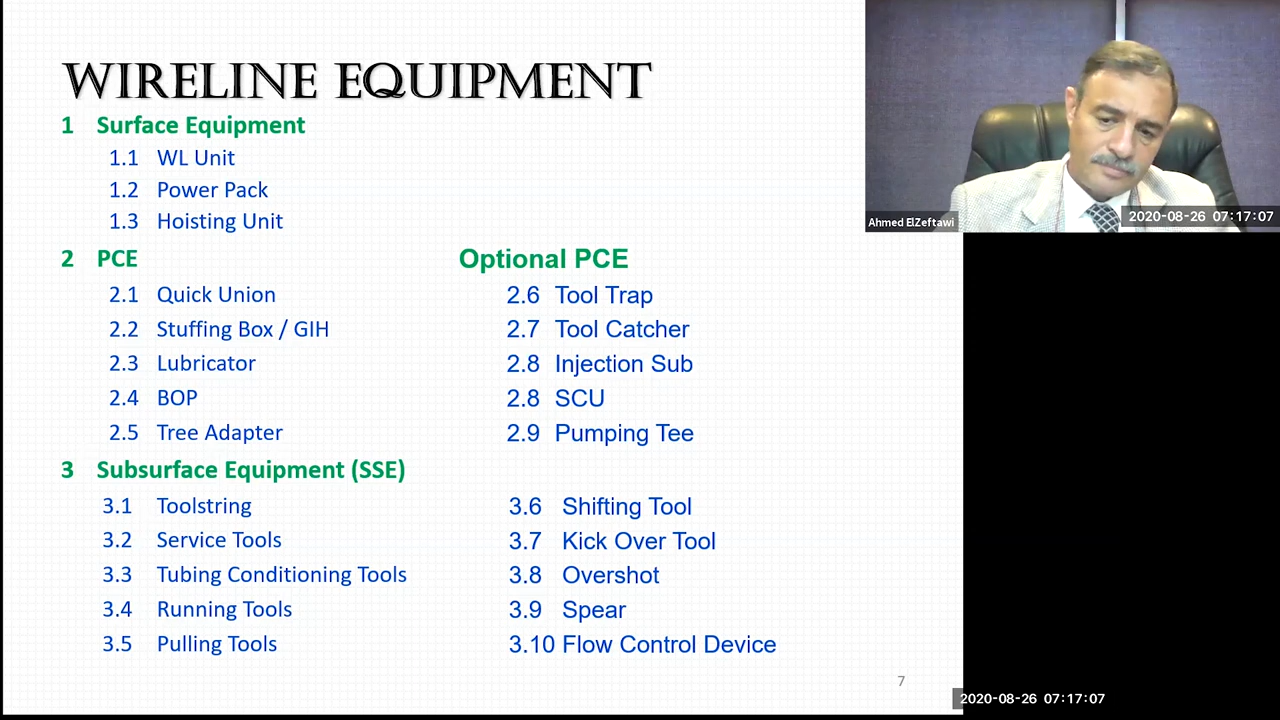 WIRELINE EQUIPMENT
1 Surface Equipment
1.1 WL Unit
1.2 Power Pack
1.3 Hoisting Unit
2 PCE
2.1 Quick Union
2.2 Stuffing Box / GIH
2.3 Lubricator
2.4 BOP
2.5 Tree Adapter
Optional PCE
2.6 Tool Trap
2.7 Tool Catcher
2.8 Injection Sub
2.8 SCU
2.9 Pumping Tee
3 Subsurface Equipment (SSE)
3.1 Toolstring
3.2 Service Tools
3.3 Tubing Conditioning Tools
3.4 Running Tools
3.5 Pulling Tools
3.6 Shifting Tool
3.7 Kick Over Tool
3.8 Overshot
3.9 Spear
3.10 Flow Control Device
7
Ahmed ElZeftawi
2020-08-26 07:17:07
2020-08-26 07:17:07